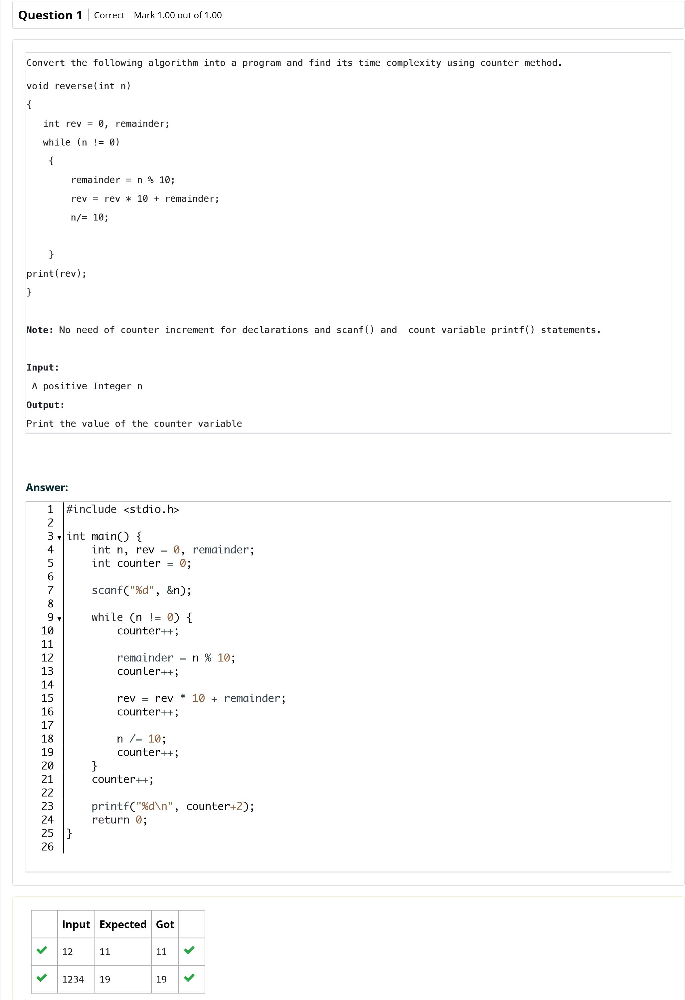 Question 1 Correct Mark 1.00 out of 1.00
Convert the following algorithm into a program and find its time complexity using counter method.
void reverse(int n)
{
   int rev = 0, remainder;
   while (n != 0)
    {
        remainder = n % 10;
        rev = rev * 10 + remainder;
        n/= 10;
    }
print(rev);
}
Note: No need of counter increment for declarations and scanf() and  count variable printf() statements.
Input:
 A positive Integer n
Output:
Print the value of the counter variable
Answer:
1 #include <stdio.h>
2
3 ▼ int main() {
4     int n, rev = 0, remainder;
5     int counter = 0;
6
7     scanf("%d", &n);
8
9 ▼     while (n != 0) {
10         counter++;
11
12         remainder = n % 10;
13         counter++;
14
15         rev = rev * 10 + remainder;
16         counter++;
17
18         n /= 10;
19         counter++;
20     }
21     counter++;
22
23     printf("%d\n", counter+2);
24     return 0;
25 }
26
Input Expected Got
12 11 11
1234 19 19